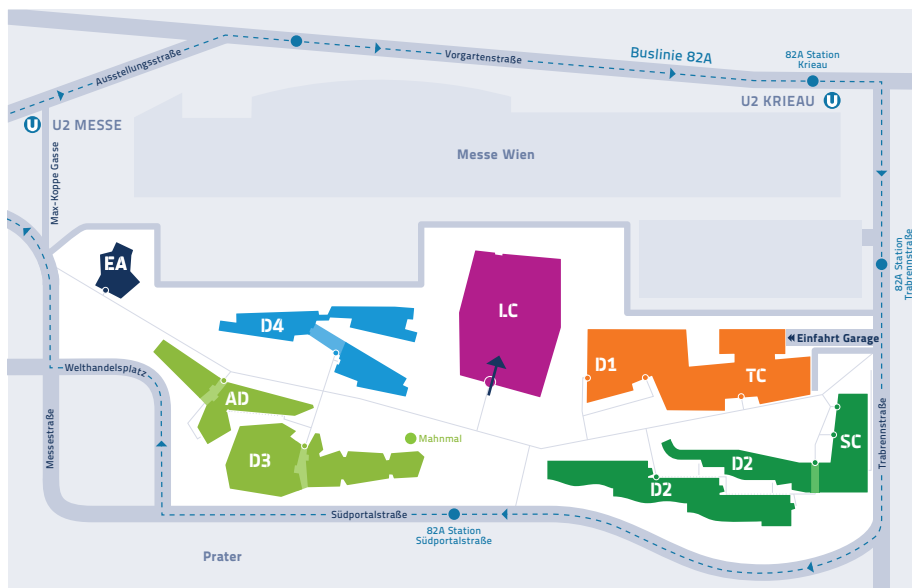 Ausstellungsstraße
Vorgartenstraße
Buslinie 82A
82A Station
Krieau
U2 KRIEAU
U
U
U2 MESSE
Messe Wien
Max-Koppe Gasse
82A Station
Trabrennstraße
EA
D4
LC
D1
Einfahrt Garage
TC
Welthandelsplatz
AD
Messestraße
Mahnmal
D3
D2
SC
D2
Trabrennstraße
Südportalstraße
82A Station
Südportalstraße
Prater